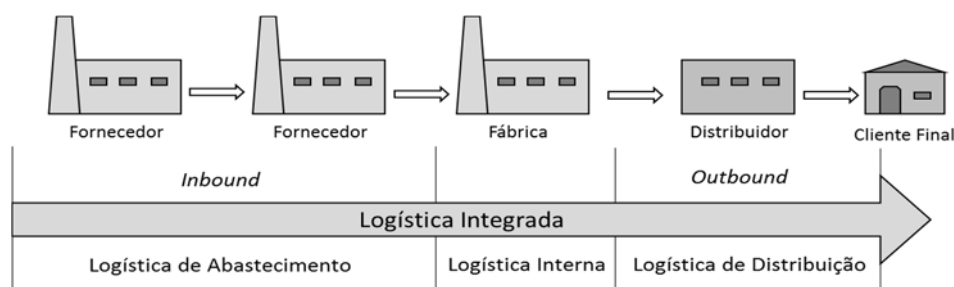 Fornecedor
Fornecedor
Fábrica
Distribuidor
Cliente Final
Inbound
Outbound
Logística Integrada
Logística de Abastecimento
Logística Interna
Logística de Distribuição